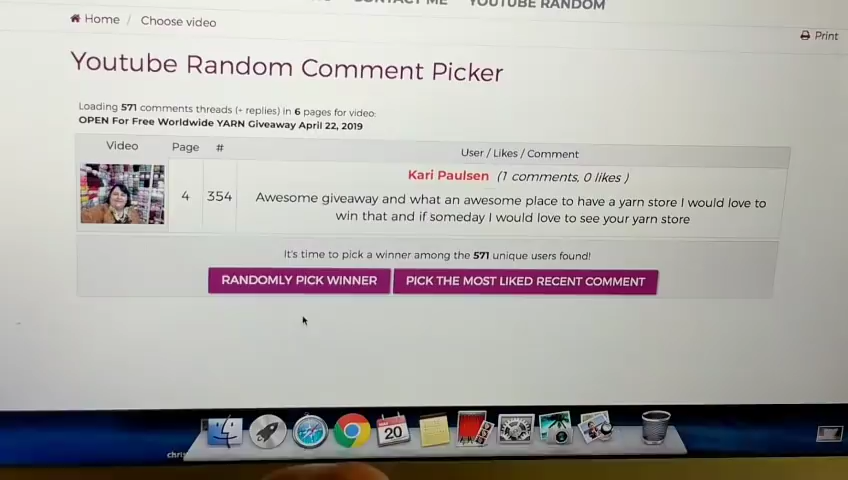 CONTACT ME YOUTUBE RANDOM
Home / Choose video
Print
Youtube Random Comment Picker
Loading 571 comments threads (+ replies) in 6 pages for video:
OPEN For Free Worldwide YARN Giveaway April 22, 2019
Video Page # User / Likes / Comment
Kari Paulsen (1 comments, 0 likes )
4 354 Awesome giveaway and what an awesome place to have a yarn store I would love to
win that and if someday I would love to see your yarn store
It's time to pick a winner among the 571 unique users found!
RANDOMLY PICK WINNER PICK THE MOST LIKED RECENT COMMENT
20